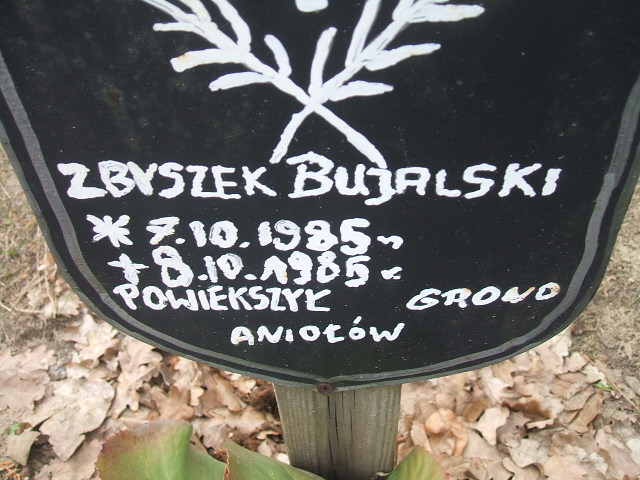 ZBYSZEK BUJALSKI
* 7.10.1985 r
+ 8.10.1985 r.
POWIEKSZYŁ GRONO
ANIOŁÓW